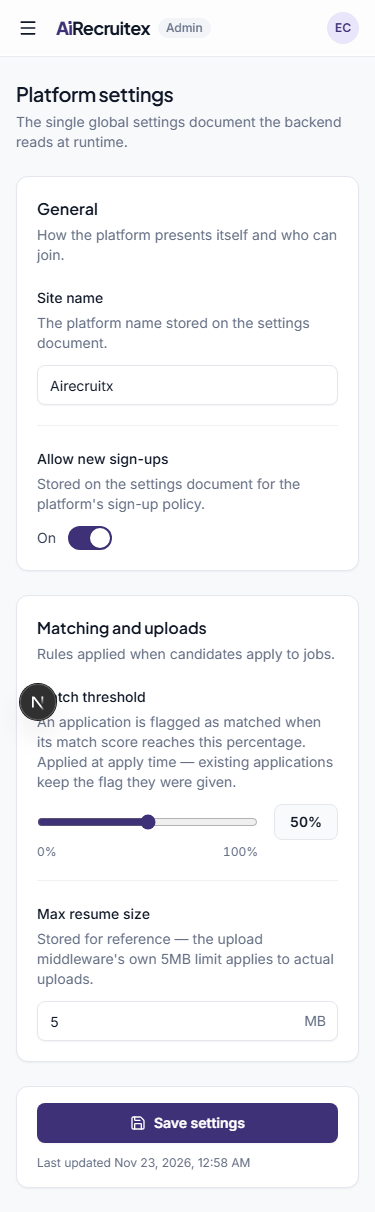 AiRecruitex Admin EC
Platform settings
The single global settings document the backend
reads at runtime.
General
How the platform presents itself and who can
join.
Site name
The platform name stored on the settings
document.
Airecruitx
Allow new sign-ups
Stored on the settings document for the
platform's sign-up policy.
On
Matching and uploads
Rules applied when candidates apply to jobs.
tch threshold
N
An application is flagged as matched when
its match score reaches this percentage.
Applied at apply time — existing applications
keep the flag they were given.
50%
0% 100%
Max resume size
Stored for reference — the upload
middleware's own 5MB limit applies to actual
uploads.
5 MB
Save settings
Last updated Nov 23, 2026, 12:58 AM